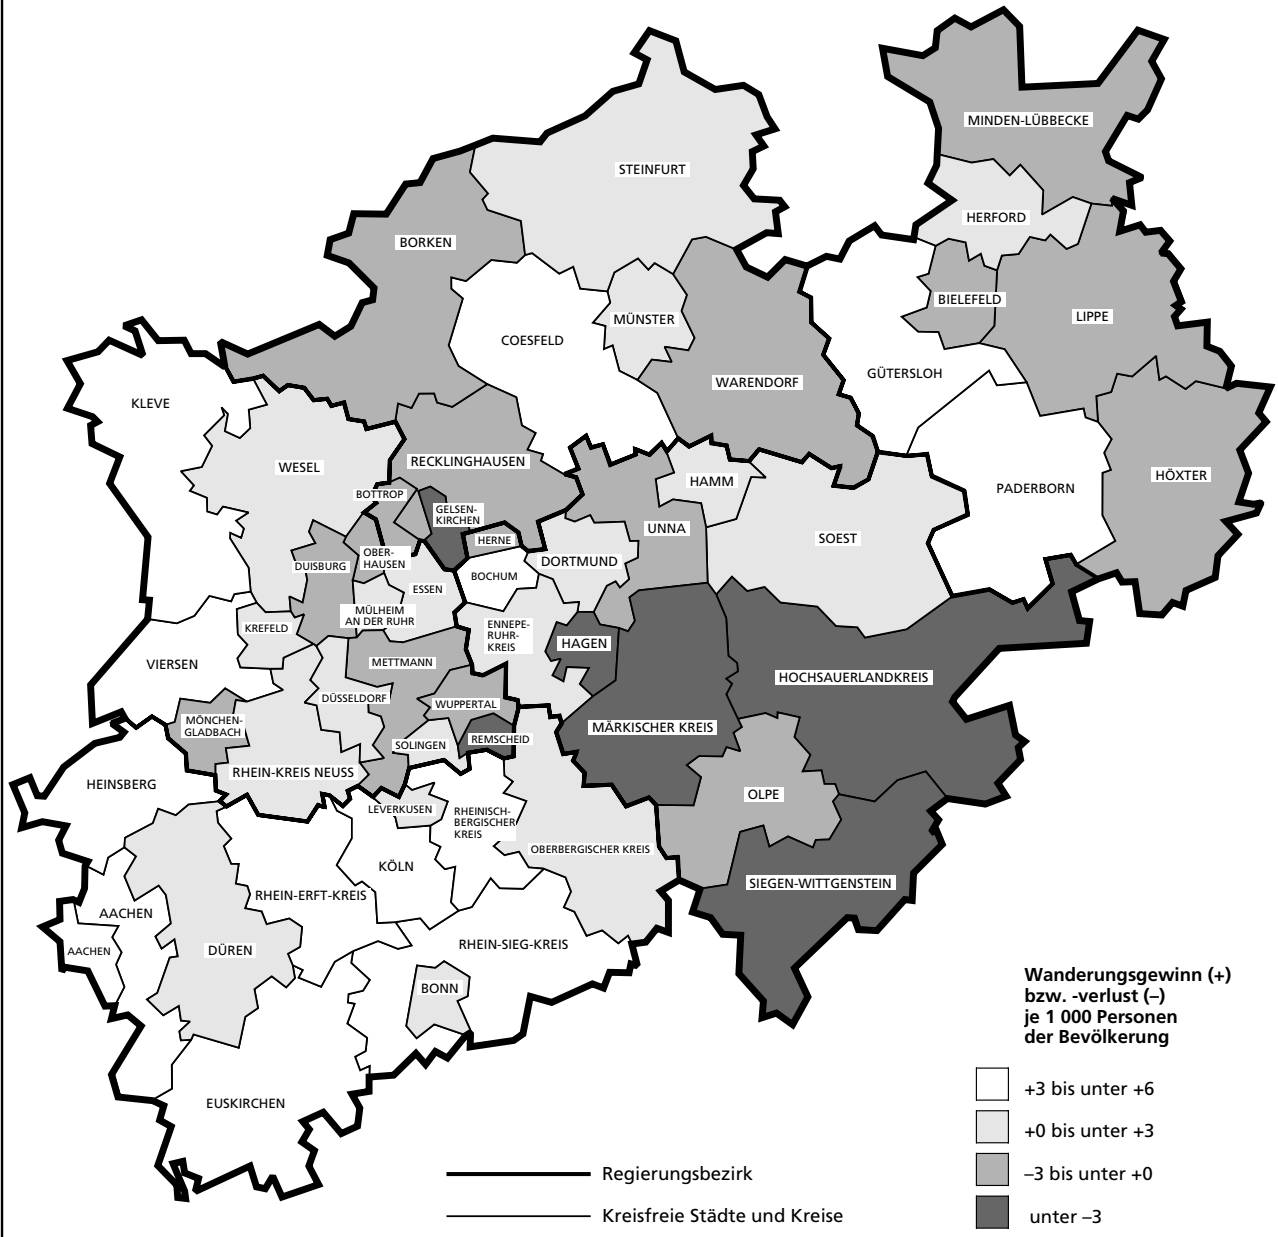 MINDEN-LÜBBECKE
STEINFURT
HERFORD
BORKEN
BIELEFELD
MÜNSTER
LIPPE
COESFELD
GÜTERSLOH
WARENDORF
KLEVE
WESEL
RECKLINGHAUSEN
HÖXTER
HAMM
PADERBORN
BOTTROP
GELSEN-
KIRCHEN
UNNA
SOEST
HERNE
OBER-
HAUSEN
DORTMUND
DUISBURG
BOCHUM
ESSEN
MÜLHEIM
AN DER RUHR
KREFELD
ENNEPE-
RUHR-
KREIS
HAGEN
VIERSEN
METTMANN
HOCHSAUERLANDKREIS
DÜSSELDORF
WUPPERTAL
MÖNCHEN-
GLADBACH
MÄRKISCHER KREIS
REMSCHEID
SOLINGEN
RHEIN-KREIS NEUSS
HEINSBERG
OLPE
LEVERKUSEN
RHEINISCH-
BERGISCHER
KREIS
OBERBERGISCHER KREIS
KÖLN
SIEGEN-WITTGENSTEIN
RHEIN-ERFT-KREIS
AACHEN
RHEIN-SIEG-KREIS
AACHEN
DÜREN
BONN
EUSKIRCHEN
Wanderungsgewinn (+)
bzw. -verlust (–)
je 1 000 Personen
der Bevölkerung
+3 bis unter +6
+0 bis unter +3
–3 bis unter +0
unter –3
Regierungsbezirk
Kreisfreie Städte und Kreise